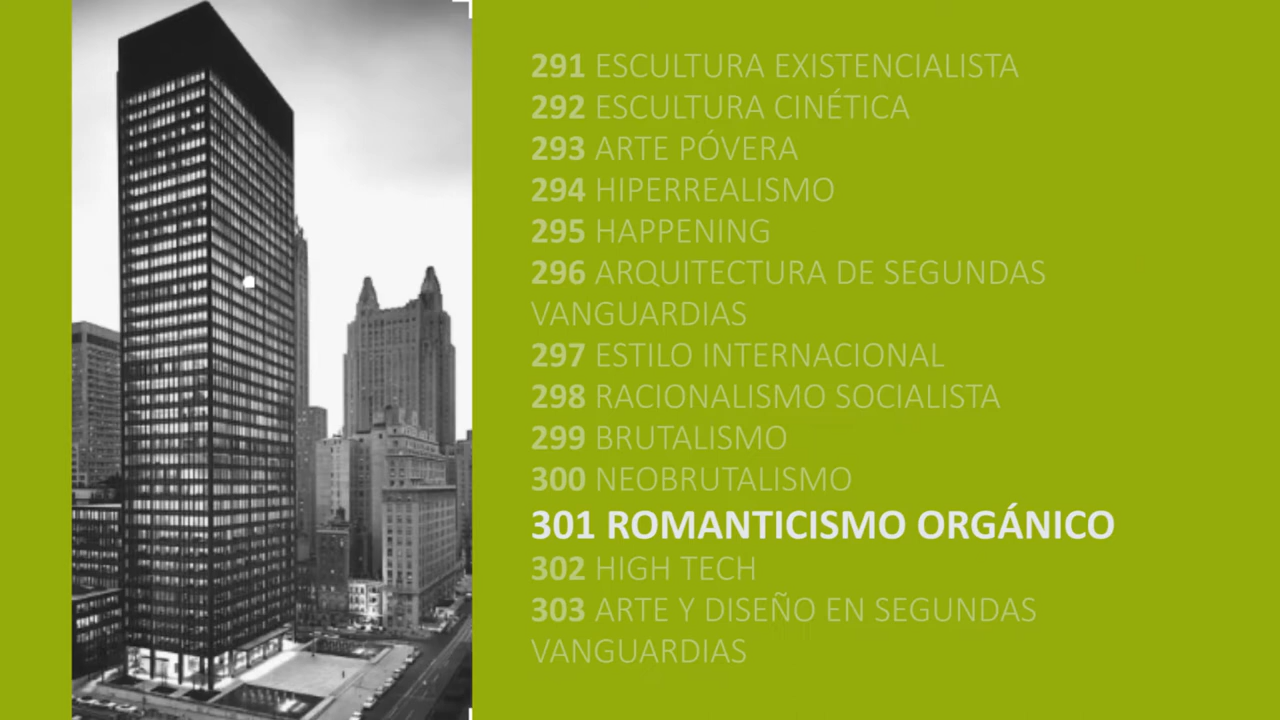 291 ESCULTURA EXISTENCIALISTA
292 ESCULTURA CINÉTICA
293 ARTE PÓVERA
294 HIPERREALISMO
295 HAPPENING
296 ARQUITECTURA DE SEGUNDAS
VANGUARDIAS
297 ESTILO INTERNACIONAL
298 RACIONALISMO SOCIALISTA
299 BRUTALISMO
300 NEOBRUTALISMO
301 ROMANTICISMO ORGÁNICO
302 HIGH TECH
303 ARTE Y DISEÑO EN SEGUNDAS
VANGUARDIAS